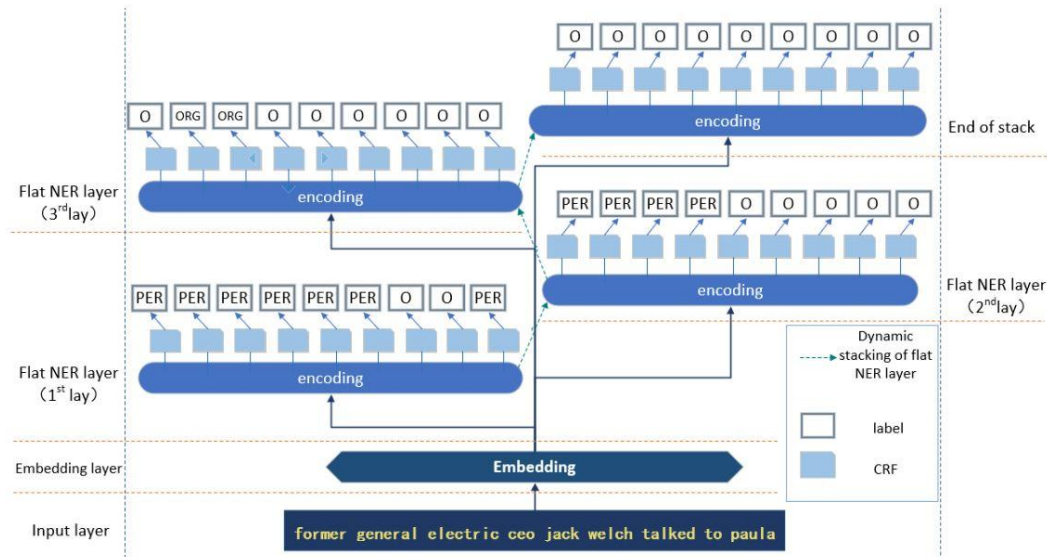 O O O O O O O O O
encoding
End of stack
O ORG ORG O O O O O O
encoding
Flat NER layer
(3rd lay)
PER PER PER PER O O O O O
encoding
Flat NER layer
(2nd lay)
PER PER PER PER PER PER O O PER
encoding
Flat NER layer
(1st lay)
Dynamic
stacking of flat
NER layer
label
CRF
Embedding layer
Embedding
Input layer
former general electric ceo jack welch talked to paula